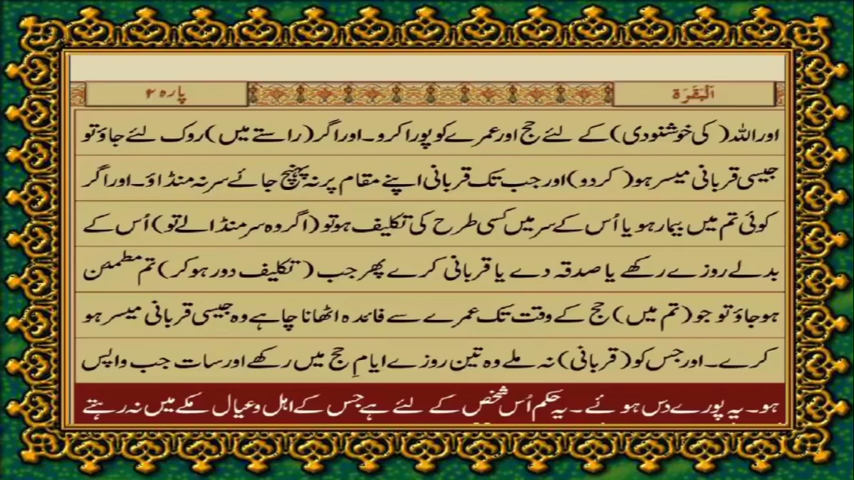 پارہ ۲ اَلْبَقَرَة
اور اللہ (کی خوشنودی) کے لئے حج اور عمرے کو پورا کرو۔ اور اگر (راستے میں) روک لئے جاؤ تو
جیسی قربانی میسر ہو (کردو) اور جب تک قربانی اپنے مقام پر نہ پہنچ جائے سر نہ منڈاؤ۔ اور اگر
کوئی تم میں بیمار ہو یا اُس کے سر میں کسی طرح کی تکلیف ہو تو (اگر وہ سر منڈالے تو) اُس کے
بدلے روزے رکھے یا صدقہ دے یا قربانی کرے پھر جب (تکلیف دور ہو کر) تم مطمئن
ہو جاؤ تو جو (تم میں) حج کے وقت تک عمرے سے فائدہ اٹھانا چاہے وہ جیسی قربانی میسر ہو
کرے۔ اور جس کو (قربانی) نہ ملے وہ تین روزے ایامِ حج میں رکھے اور سات جب واپس
ہو۔ یہ پورے دس ہوئے۔ یہ حکم اُس شخص کے لئے ہے جس کے اہل و عیال مکے میں نہ رہتے